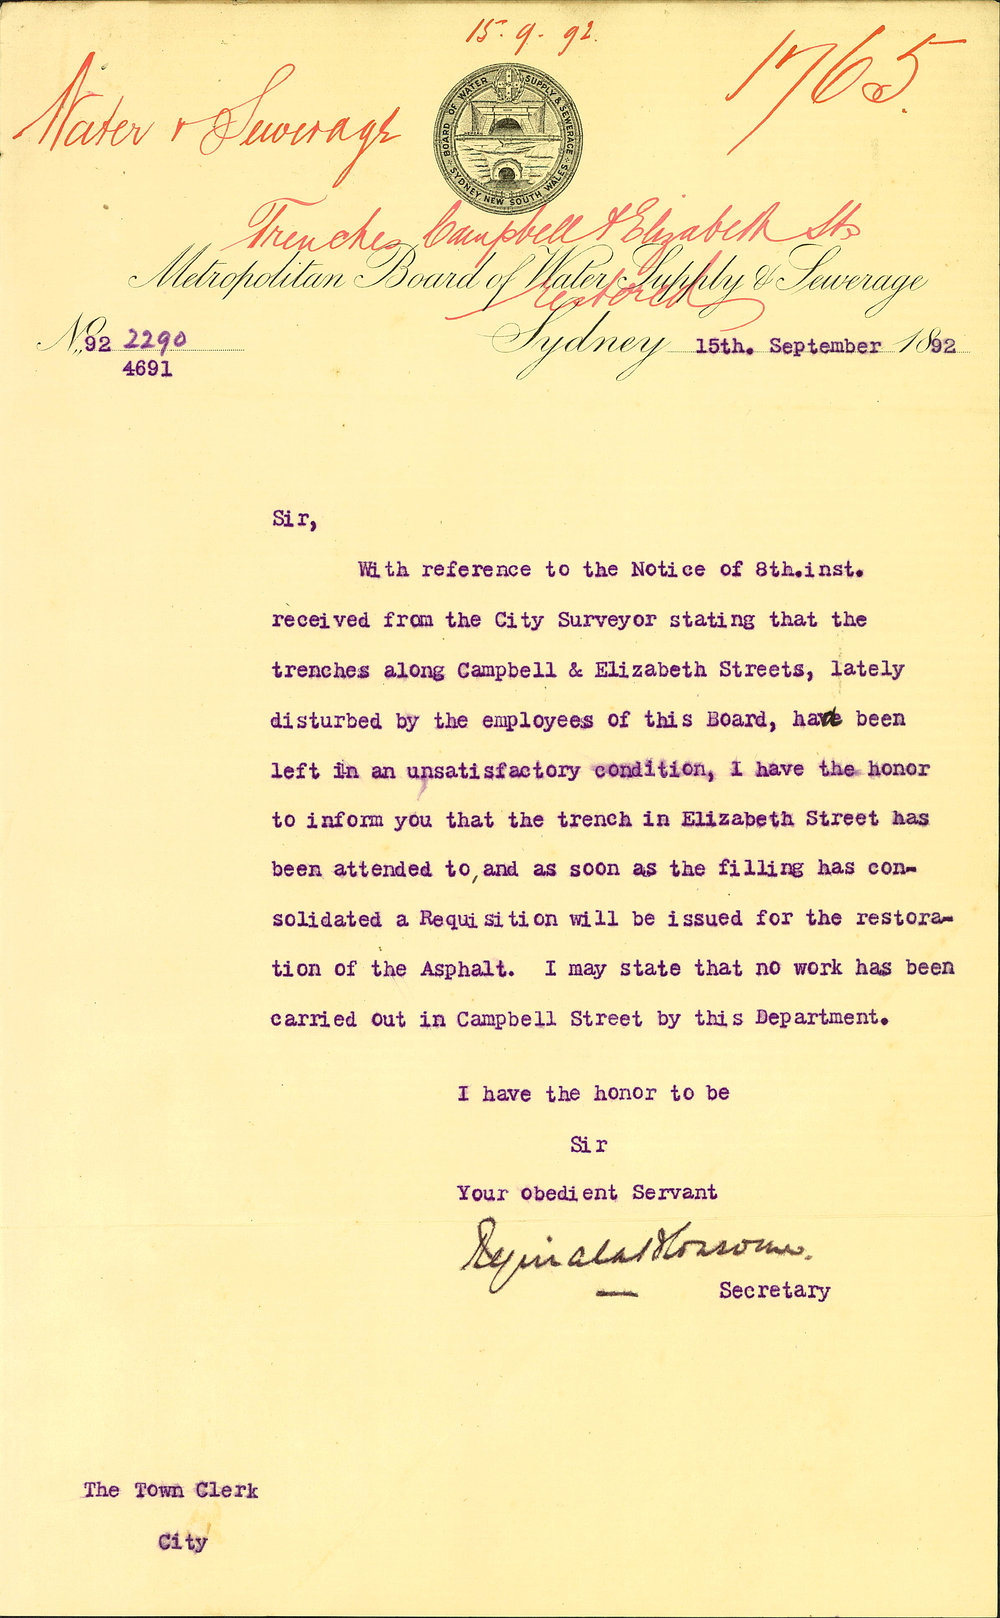 15-9-92.
1765.
Water & Sewerage
BOARD OF WATER SUPPLY & SEWERAGE
SYDNEY NEW SOUTH WALES
Trenches Campbell & Elizabeth Sts
restored
Metropolitan Board of Water Supply & Sewerage
No 92 2290
4691
Sydney 15th. September 1892
Sir,
With reference to the Notice of 8th.inst.
received from the City Surveyor stating that the
trenches along Campbell & Elizabeth Streets, lately
disturbed by the employees of this Board, have been
left in an unsatisfactory condition, I have the honor
to inform you that the trench in Elizabeth Street has
been attended to, and as soon as the filling has con-
solidated a Requisition will be issued for the restora-
tion of the Asphalt. I may state that no work has been
carried out in Campbell Street by this Department.
I have the honor to be
Sir
Your obedient Servant
Secretary
The Town Clerk
City